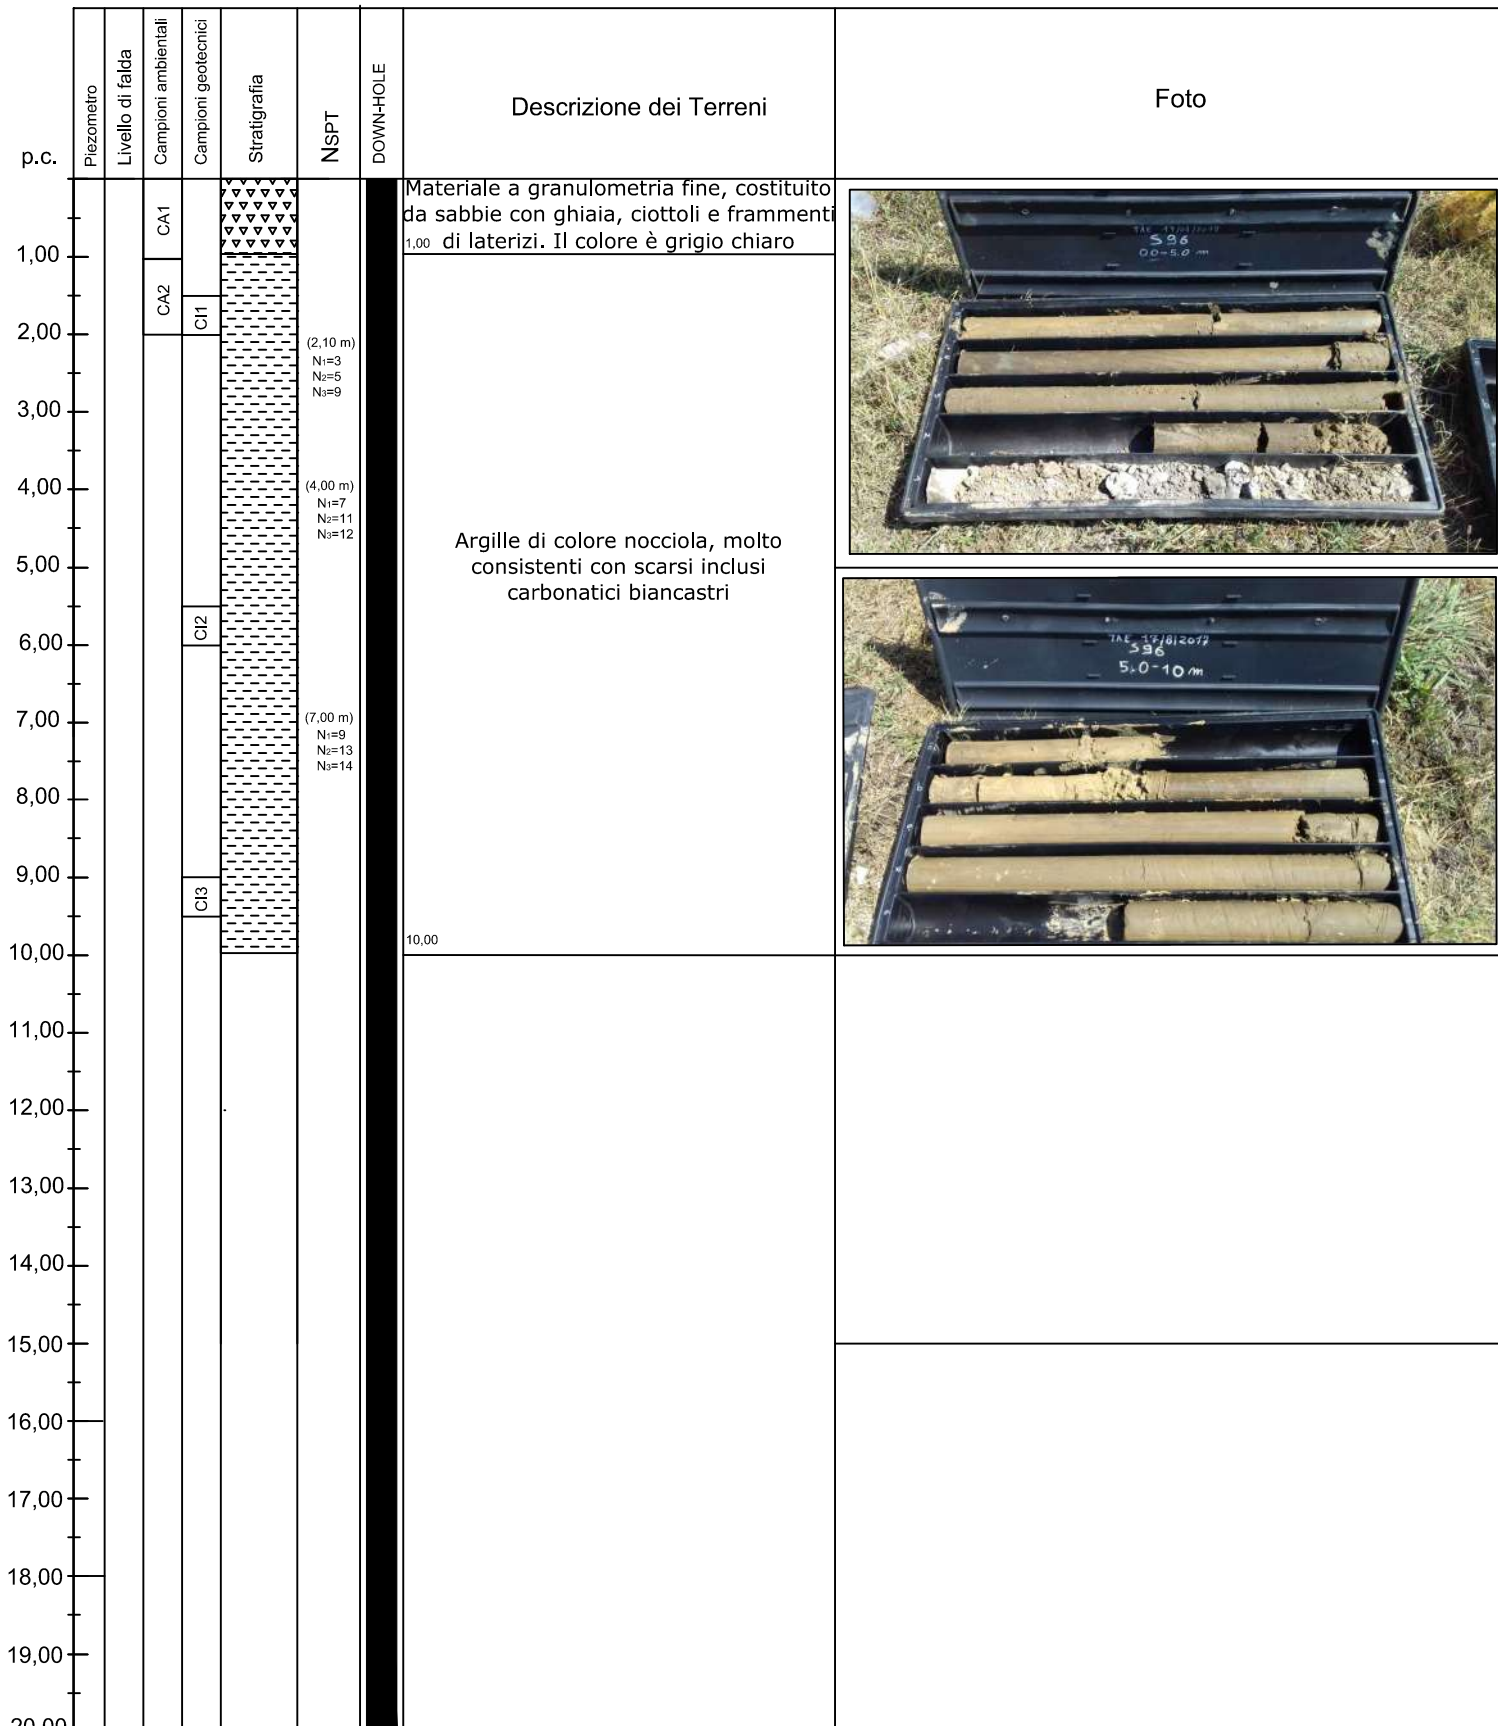 p.c.
Piezometro
Livello di falda
Campioni ambientali
Campioni geotecnici
Stratigrafia
NSPT
DOWN-HOLE
Descrizione dei Terreni
Foto
Materiale a granulometria fine, costituito
da sabbie con ghiaia, ciottoli e frammenti
1,00 di laterizi. Il colore è grigio chiaro
CA1
CA2
CI1
CI2
CI3
(2,10 m)
N1=3
N2=5
N3=9
(4,00 m)
N1=7
N2=11
N3=12
(7,00 m)
N1=9
N2=13
N3=14
Argille di colore nocciola, molto
consistenti con scarsi inclusi
carbonatici biancastri
10,00
S96
0.0-5.0 m
TAE 17/8/2017
S96
5.0-10 m
1,00
2,00
3,00
4,00
5,00
6,00
7,00
8,00
9,00
10,00
11,00
12,00
13,00
14,00
15,00
16,00
17,00
18,00
19,00
20,00